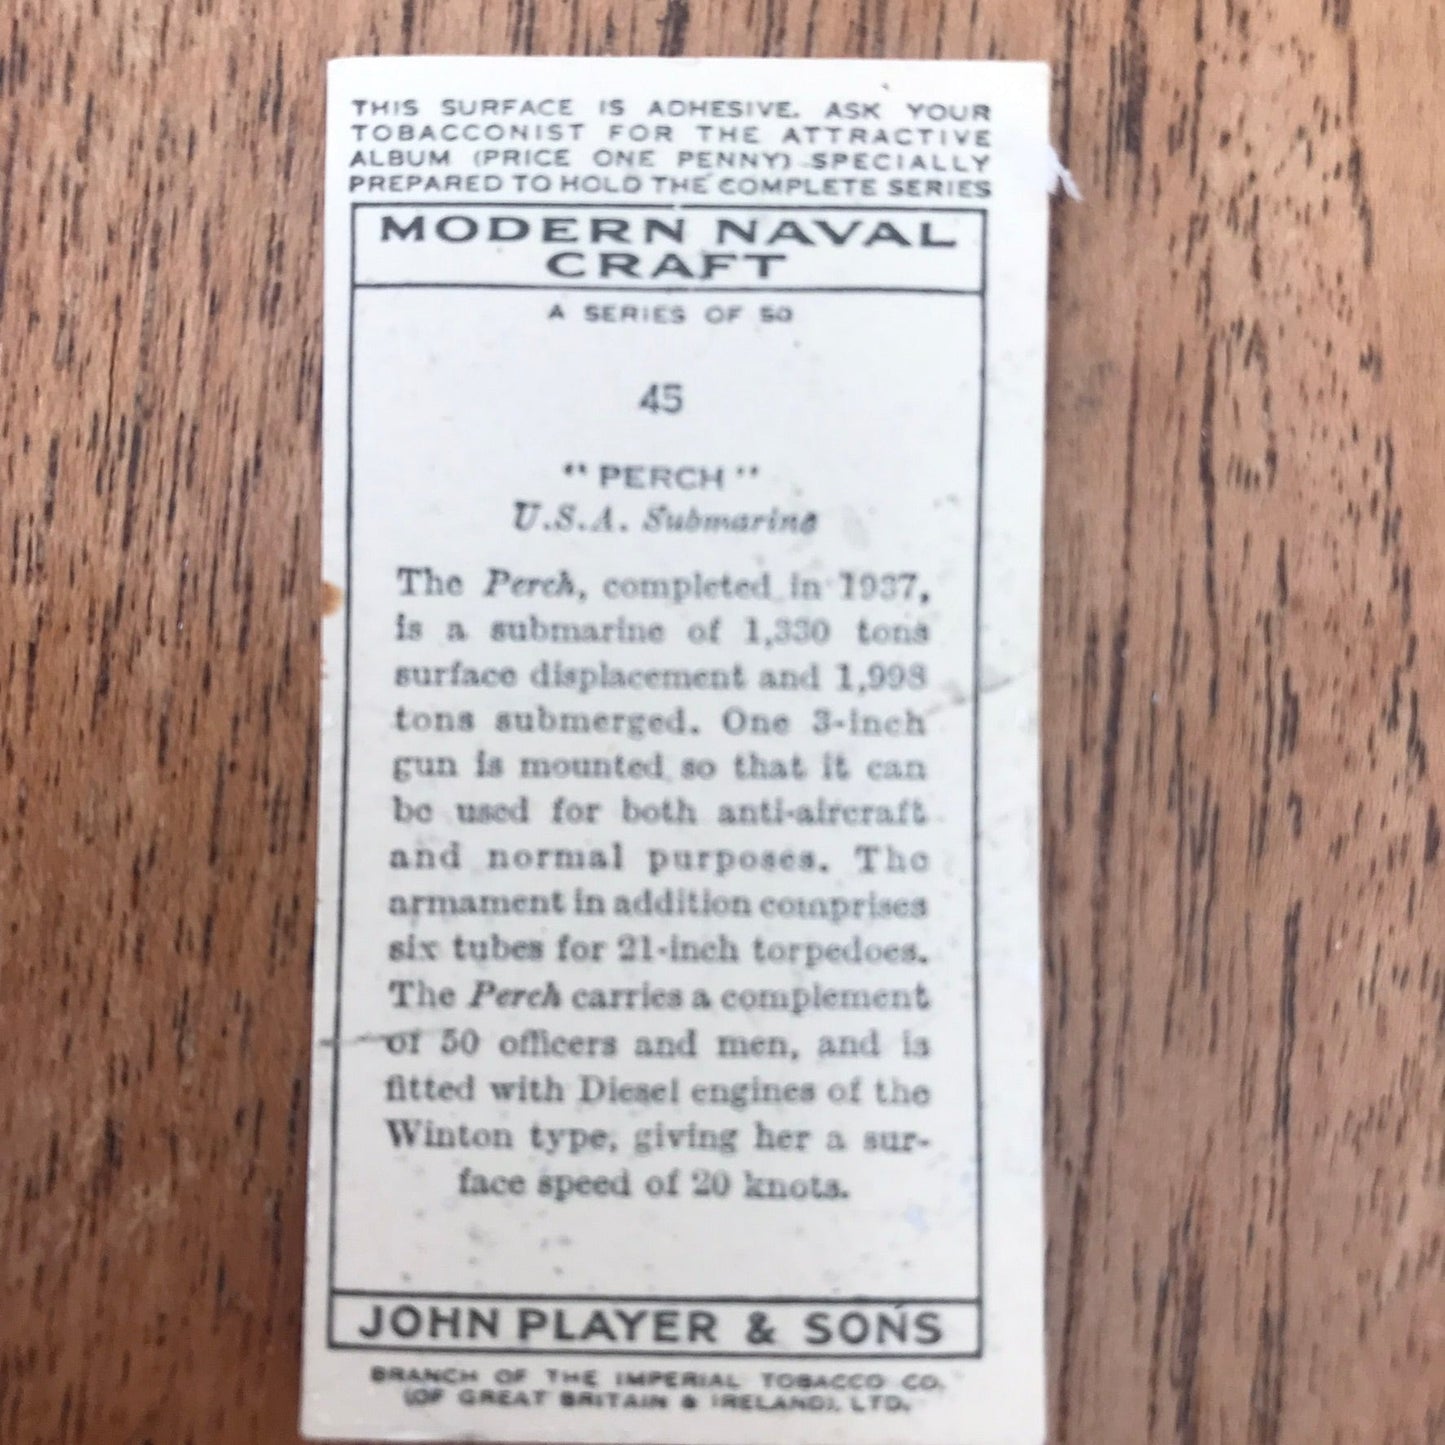 THIS SURFACE IS ADHESIVE. ASK YOUR
TOBACCONIST FOR THE ATTRACTIVE
ALBUM (PRICE ONE PENNY) SPECIALLY
PREPARED TO HOLD THE COMPLETE SERIES
MODERN NAVAL
CRAFT
A SERIES OF 50
45
"PERCH"
U.S.A. Submarine
The Perch, completed in 1937,
is a submarine of 1,330 tons
surface displacement and 1,998
tons submerged. One 3-inch
gun is mounted so that it can
be used for both anti-aircraft
and normal purposes. The
armament in addition comprises
six tubes for 21-inch torpedoes.
The Perch carries a complement
of 50 officers and men, and is
fitted with Diesel engines of the
Winton type, giving her a sur-
face speed of 20 knots.
JOHN PLAYER & SONS
BRANCH OF THE IMPERIAL TOBACCO CO.
(OF GREAT BRITAIN & IRELAND), LTD.